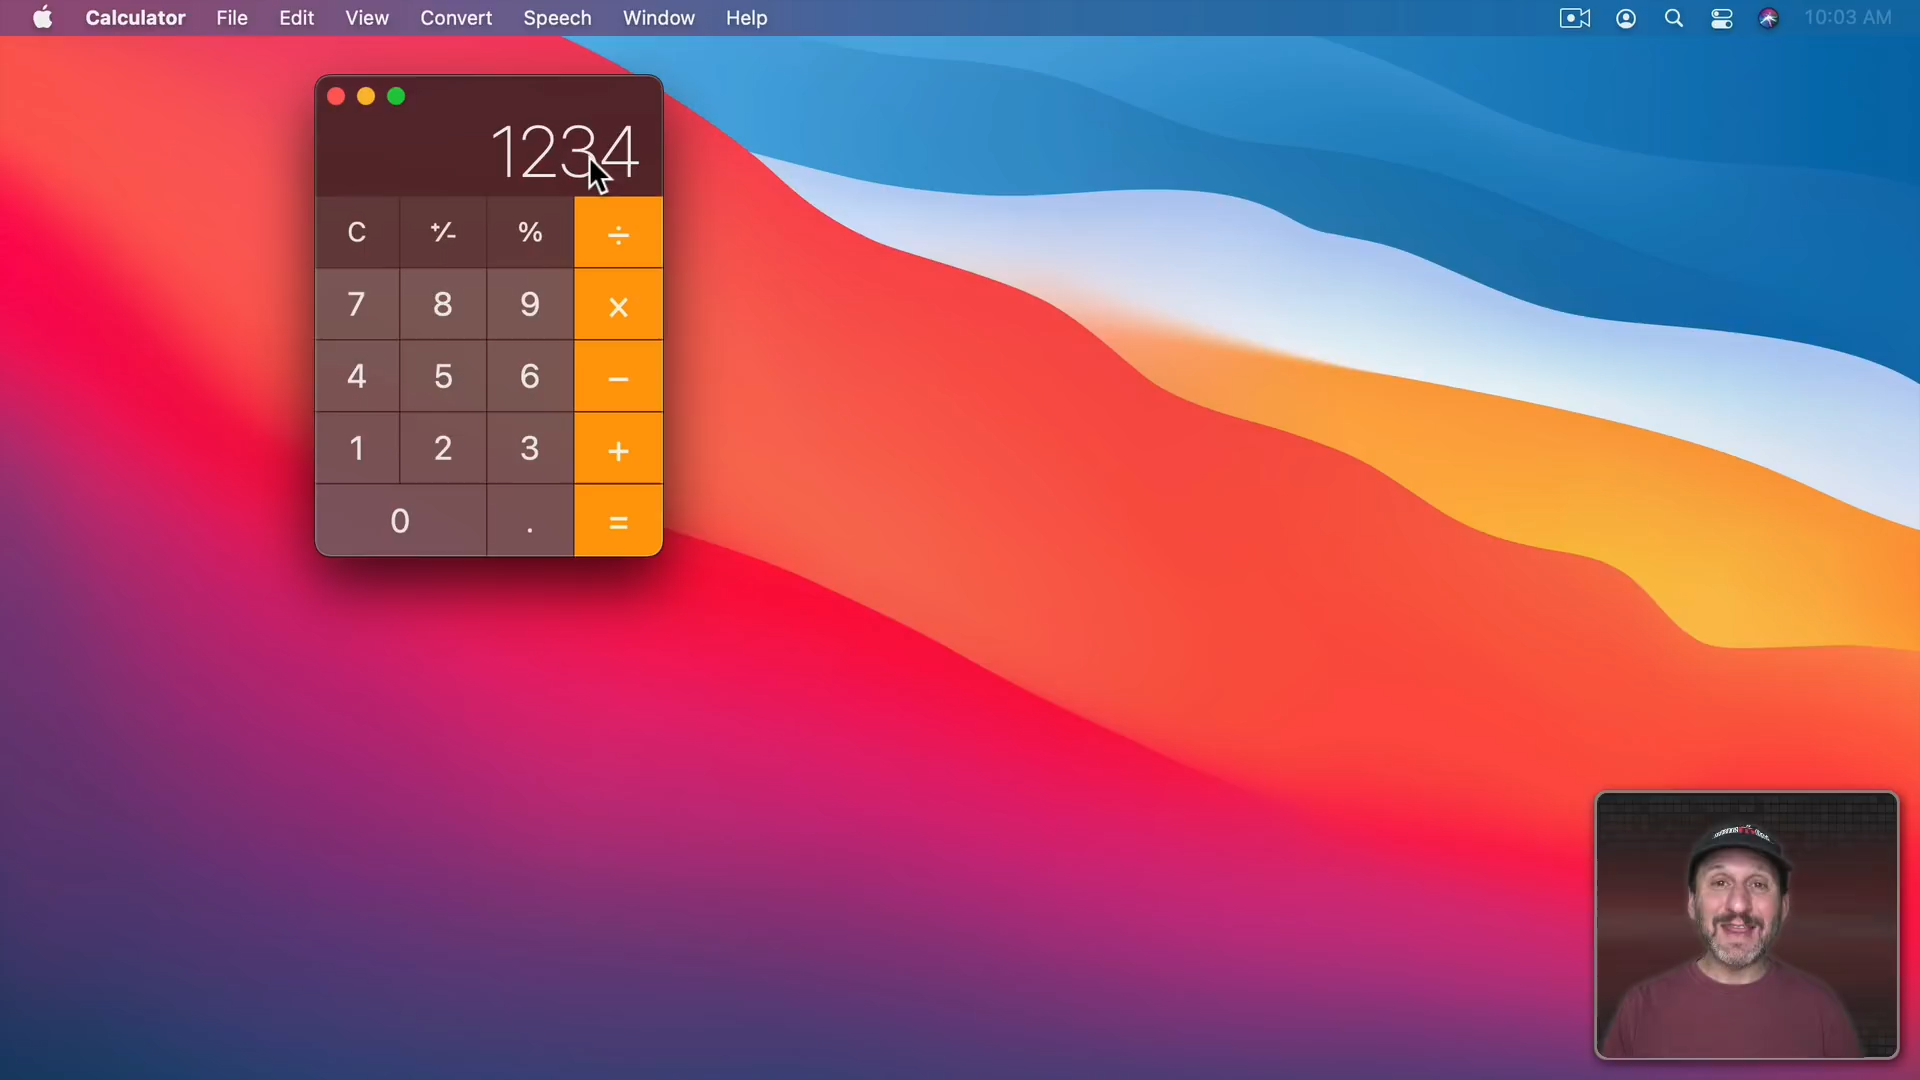 Calculator File Edit View Convert Speech Window Help 10:03 AM
1234
C +/- % ÷
7 8 9 ×
4 5 6 −
1 2 3 +
0 . =